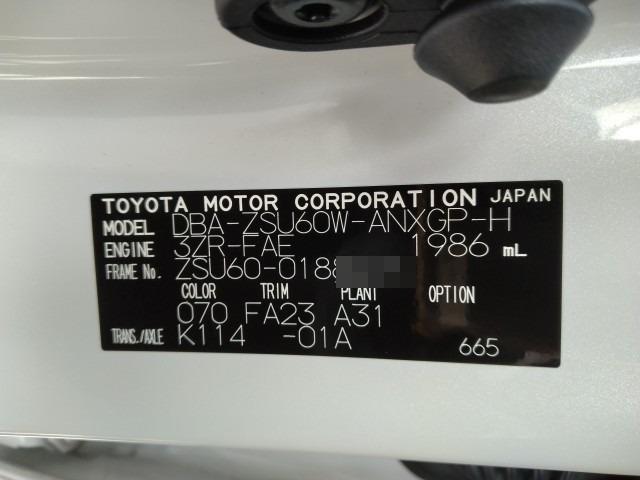 TOYOTA MOTOR CORPORATION JAPAN
MODEL DBA-ZSU60W-ANXGP-H
ENGINE 3ZR-FAE 1986 mL
FRAME No. ZSU60-0188
COLOR TRIM PLANT OPTION
070 FA23 A31
TRANS./AXLE K114 -01A
665